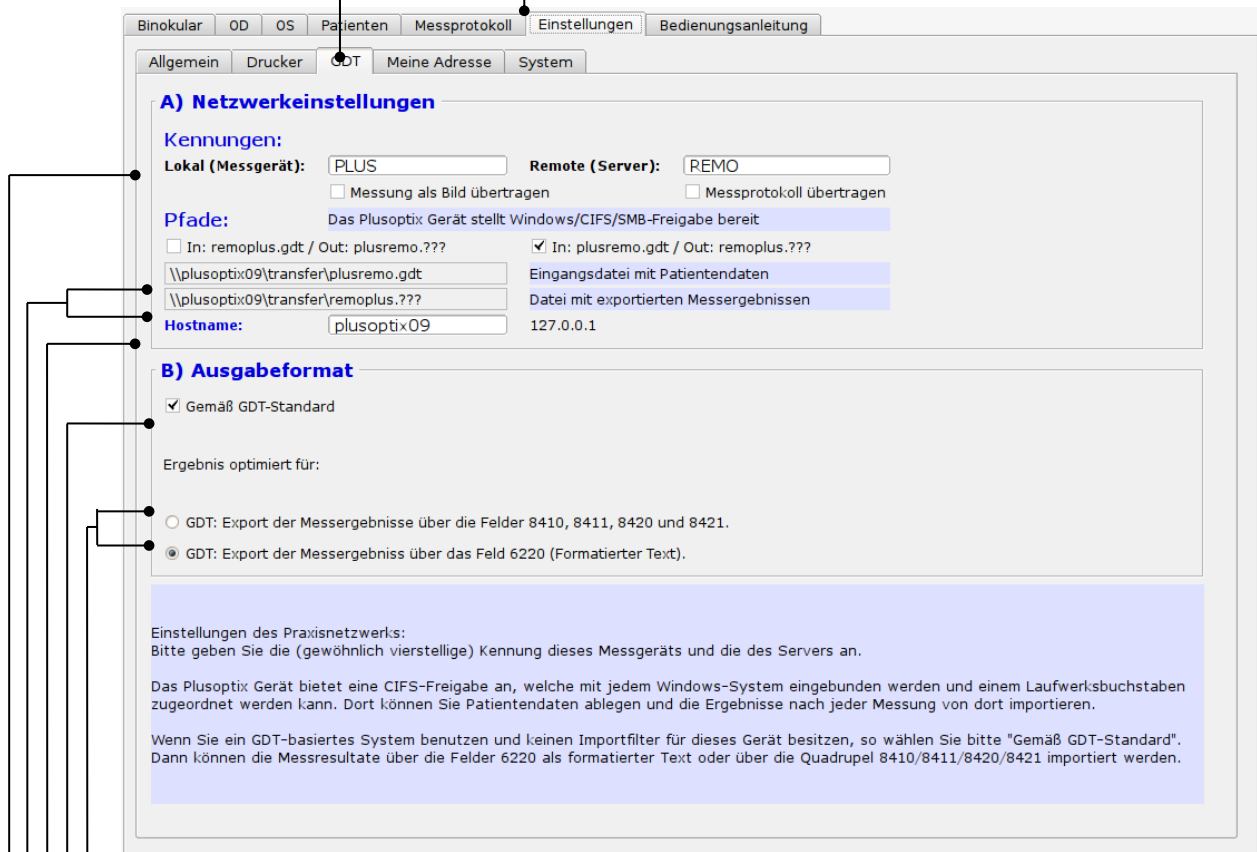 Binokular OD OS Patienten Messprotokoll Einstellungen Bedienungsanleitung
Allgemein Drucker GDT Meine Adresse System
A) Netzwerkeinstellungen
Kennungen:
Lokal (Messgerät): PLUS Remote (Server): REMO
Messung als Bild übertragen Messprotokoll übertragen
Pfade: Das Plusoptix Gerät stellt Windows/CIFS/SMB-Freigabe bereit
In: remoplus.gdt / Out: plusremo.??? In: plusremo.gdt / Out: remoplus.???
\\plusoptix09\transfer\plusremo.gdt Eingangsdatei mit Patientendaten
\\plusoptix09\transfer\remoplus.??? Datei mit exportierten Messergebnissen
Hostname: plusoptix09 127.0.0.1
B) Ausgabeformat
Gemäß GDT-Standard
Ergebnis optimiert für:
GDT: Export der Messergebnisse über die Felder 8410, 8411, 8420 und 8421.
GDT: Export der Messergebniss über das Feld 6220 (Formatierter Text).
Einstellungen des Praxisnetzwerks:
Bitte geben Sie die (gewöhnlich vierstellige) Kennung dieses Messgeräts und die des Servers an.
Das Plusoptix Gerät bietet eine CIFS-Freigabe an, welche mit jedem Windows-System eingebunden werden und einem Laufwerksbuchstaben
zugeordnet werden kann. Dort können Sie Patientendaten ablegen und die Ergebnisse nach jeder Messung von dort importieren.
Wenn Sie ein GDT-basiertes System benutzen und keinen Importfilter für dieses Gerät besitzen, so wählen Sie bitte "Gemäß GDT-Standard".
Dann können die Messresultate über die Felder 6220 als formatierter Text oder über die Quadrupel 8410/8411/8420/8421 importiert werden.